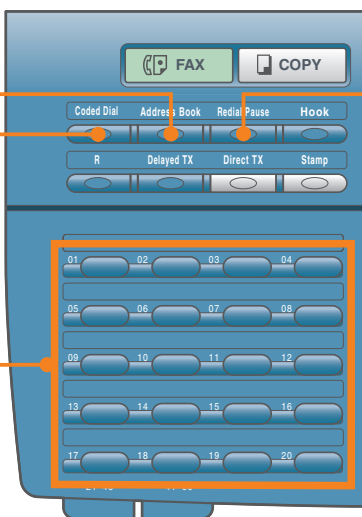 FAX COPY
Coded Dial Address Book Redial/Pause Hook
R Delayed TX Direct TX Stamp
01 02 03 04
05 06 07 08
09 10 11 12
13 14 15 16
17 18 19 20